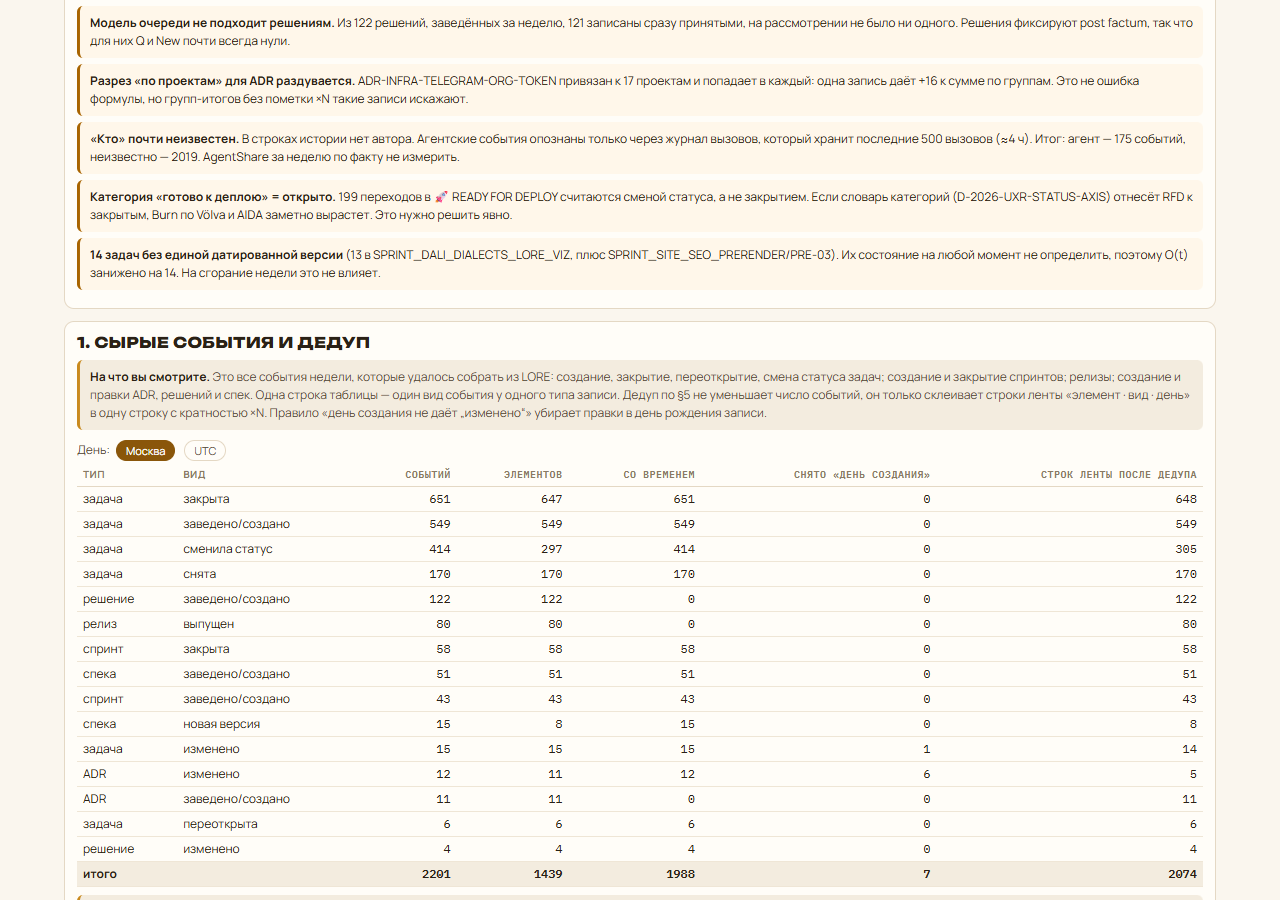 Модель очереди не подходит решениям. Из 122 решений, заведённых за неделю, 121 записаны сразу принятыми, на рассмотрении не было ни одного. Решения фиксируют post factum, так что
для них Q и New почти всегда нули.
Разрез «по проектам» для ADR раздувается. ADR-INFRA-TELEGRAM-ORG-TOKEN привязан к 17 проектам и попадает в каждый: одна запись даёт +16 к сумме по группам. Это не ошибка
формулы, но групп-итогов без пометки ×N такие записи искажают.
«Кто» почти неизвестен. В строках истории нет автора. Агентские события опознаны только через журнал вызовов, который хранит последние 500 вызовов (≈4 ч). Итог: агент — 175 событий,
неизвестно — 2019. AgentShare за неделю по факту не измерить.
Категория «готово к деплою» = открыто. 199 переходов в 🚀 READY FOR DEPLOY считаются сменой статуса, а не закрытием. Если словарь категорий (D-2026-UXR-STATUS-AXIS) отнесёт RFD к
закрытым, Burn по Völva и AIDA заметно вырастет. Это нужно решить явно.
14 задач без единой датированной версии (13 в SPRINT_DALI_DIALECTS_LORE_VIZ, плюс SPRINT_SITE_SEO_PRERENDER/PRE-03). Их состояние на любой момент не определить, поэтому O(t)
занижено на 14. На сгорание недели это не влияет.
1. СЫРЫЕ СОБЫТИЯ И ДЕДУП
На что вы смотрите. Это все события недели, которые удалось собрать из LORE: создание, закрытие, переоткрытие, смена статуса задач; создание и закрытие спринтов; релизы; создание и
правки ADR, решений и спек. Одна строка таблицы — один вид события у одного типа записи. Дедуп по §5 не уменьшает число событий, он только склеивает строки ленты «элемент · вид · день»
в одну строку с кратностью ×N. Правило «день создания не даёт „изменено“» убирает правки в день рождения записи.
День: Москва UTC
ТИП ВИД СОБЫТИЙ ЭЛЕМЕНТОВ СО ВРЕМЕНЕМ СНЯТО «ДЕНЬ СОЗДАНИЯ» СТРОК ЛЕНТЫ ПОСЛЕ ДЕДУПА
задача закрыта 651 647 651 0 648
задача заведено/создано 549 549 549 0 549
задача сменила статус 414 297 414 0 305
задача снята 170 170 170 0 170
решение заведено/создано 122 122 0 0 122
релиз выпущен 80 80 0 0 80
спринт закрыта 58 58 58 0 58
спека заведено/создано 51 51 51 0 51
спринт заведено/создано 43 43 43 0 43
спека новая версия 15 8 15 0 8
задача изменено 15 15 15 1 14
ADR изменено 12 11 12 6 5
ADR заведено/создано 11 11 0 0 11
задача переоткрыта 6 6 6 0 6
решение изменено 4 4 4 0 4
итого 2201 1439 1988 7 2074